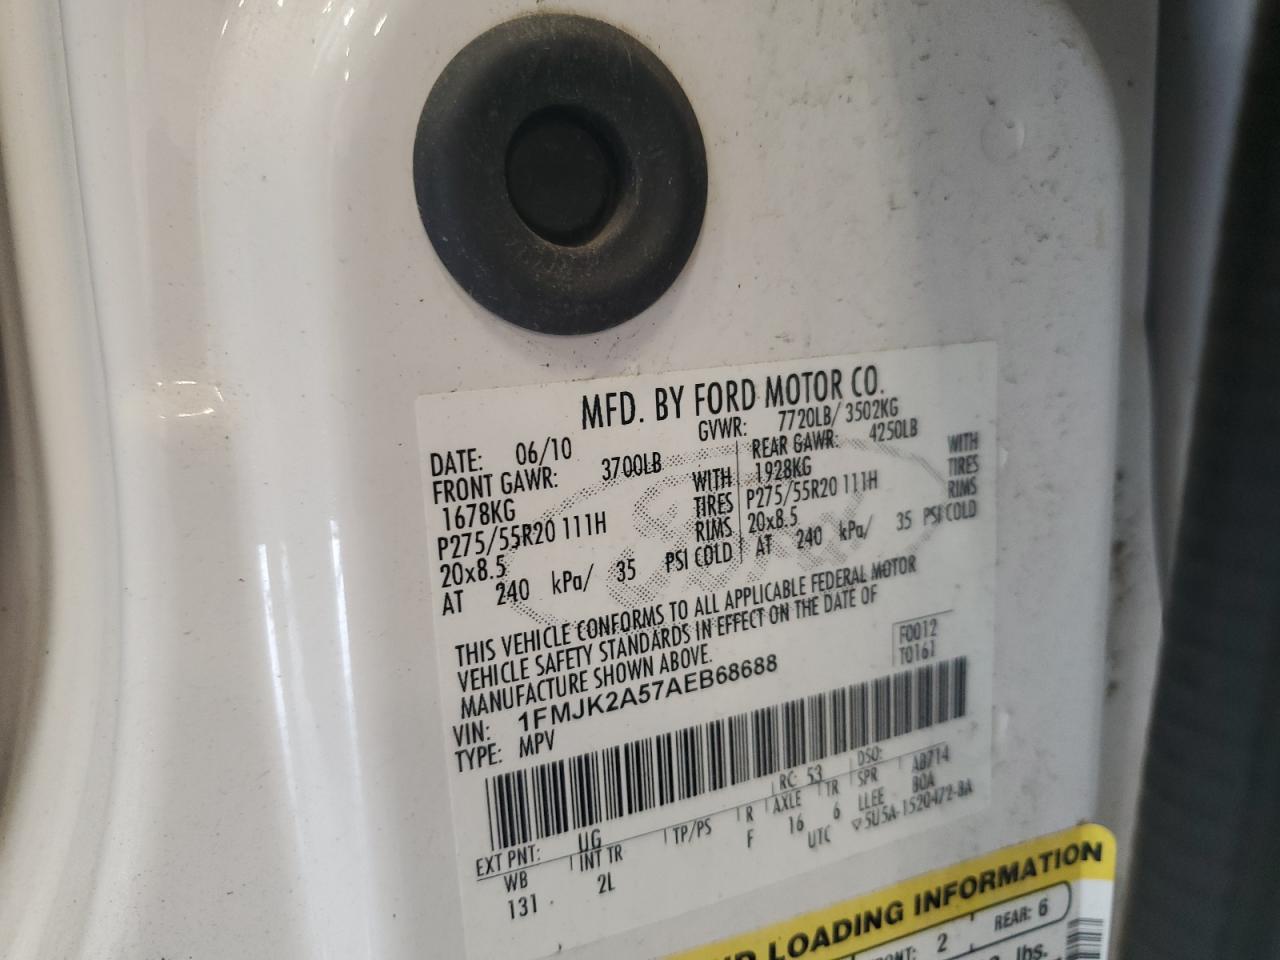 MFD. BY FORD MOTOR CO.
DATE: 06/10 GVWR: 7720LB/ 3502KG
FRONT GAWR: 3700LB REAR GAWR: 4250LB
1678KG WITH 1928KG WITH
P275/55R20 111H TIRES P275/55R20 111H TIRES
20x8.5 RIMS 20x8.5 RIMS
AT 240 kPa/ 35 PSI COLD AT 240 kPa/ 35 PSI COLD
THIS VEHICLE CONFORMS TO ALL APPLICABLE FEDERAL MOTOR
VEHICLE SAFETY STANDARDS IN EFFECT ON THE DATE OF
MANUFACTURE SHOWN ABOVE.
F0012
T0161
VIN: 1FMJK2A57AEB68688
TYPE: MPV
EXT PNT: UG RC: 53 DSO: AB714
WB INT TR TP/PS R AXLE TR SPR BOA
131 2L F 16 6 LLEE
UTC ▽5U5A-1520472-BA
LOADING INFORMATION
2 REAR: 6
lbs.